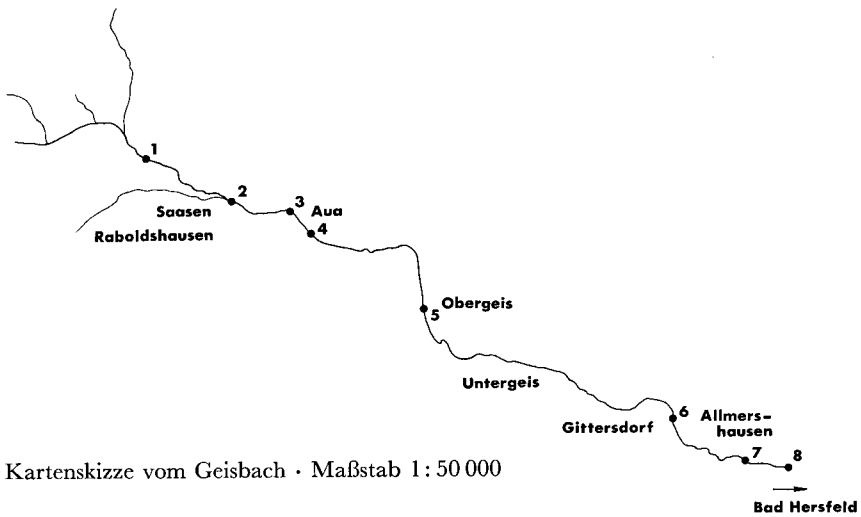 1
2
Saasen
3
Aua
Raboldshausen
4
Obergeis
5
Untergeis
6
Allmers-
hausen
Gittersdorf
7
8
Kartenskizze vom Geisbach · Maßstab 1:50 000
Bad Hersfeld